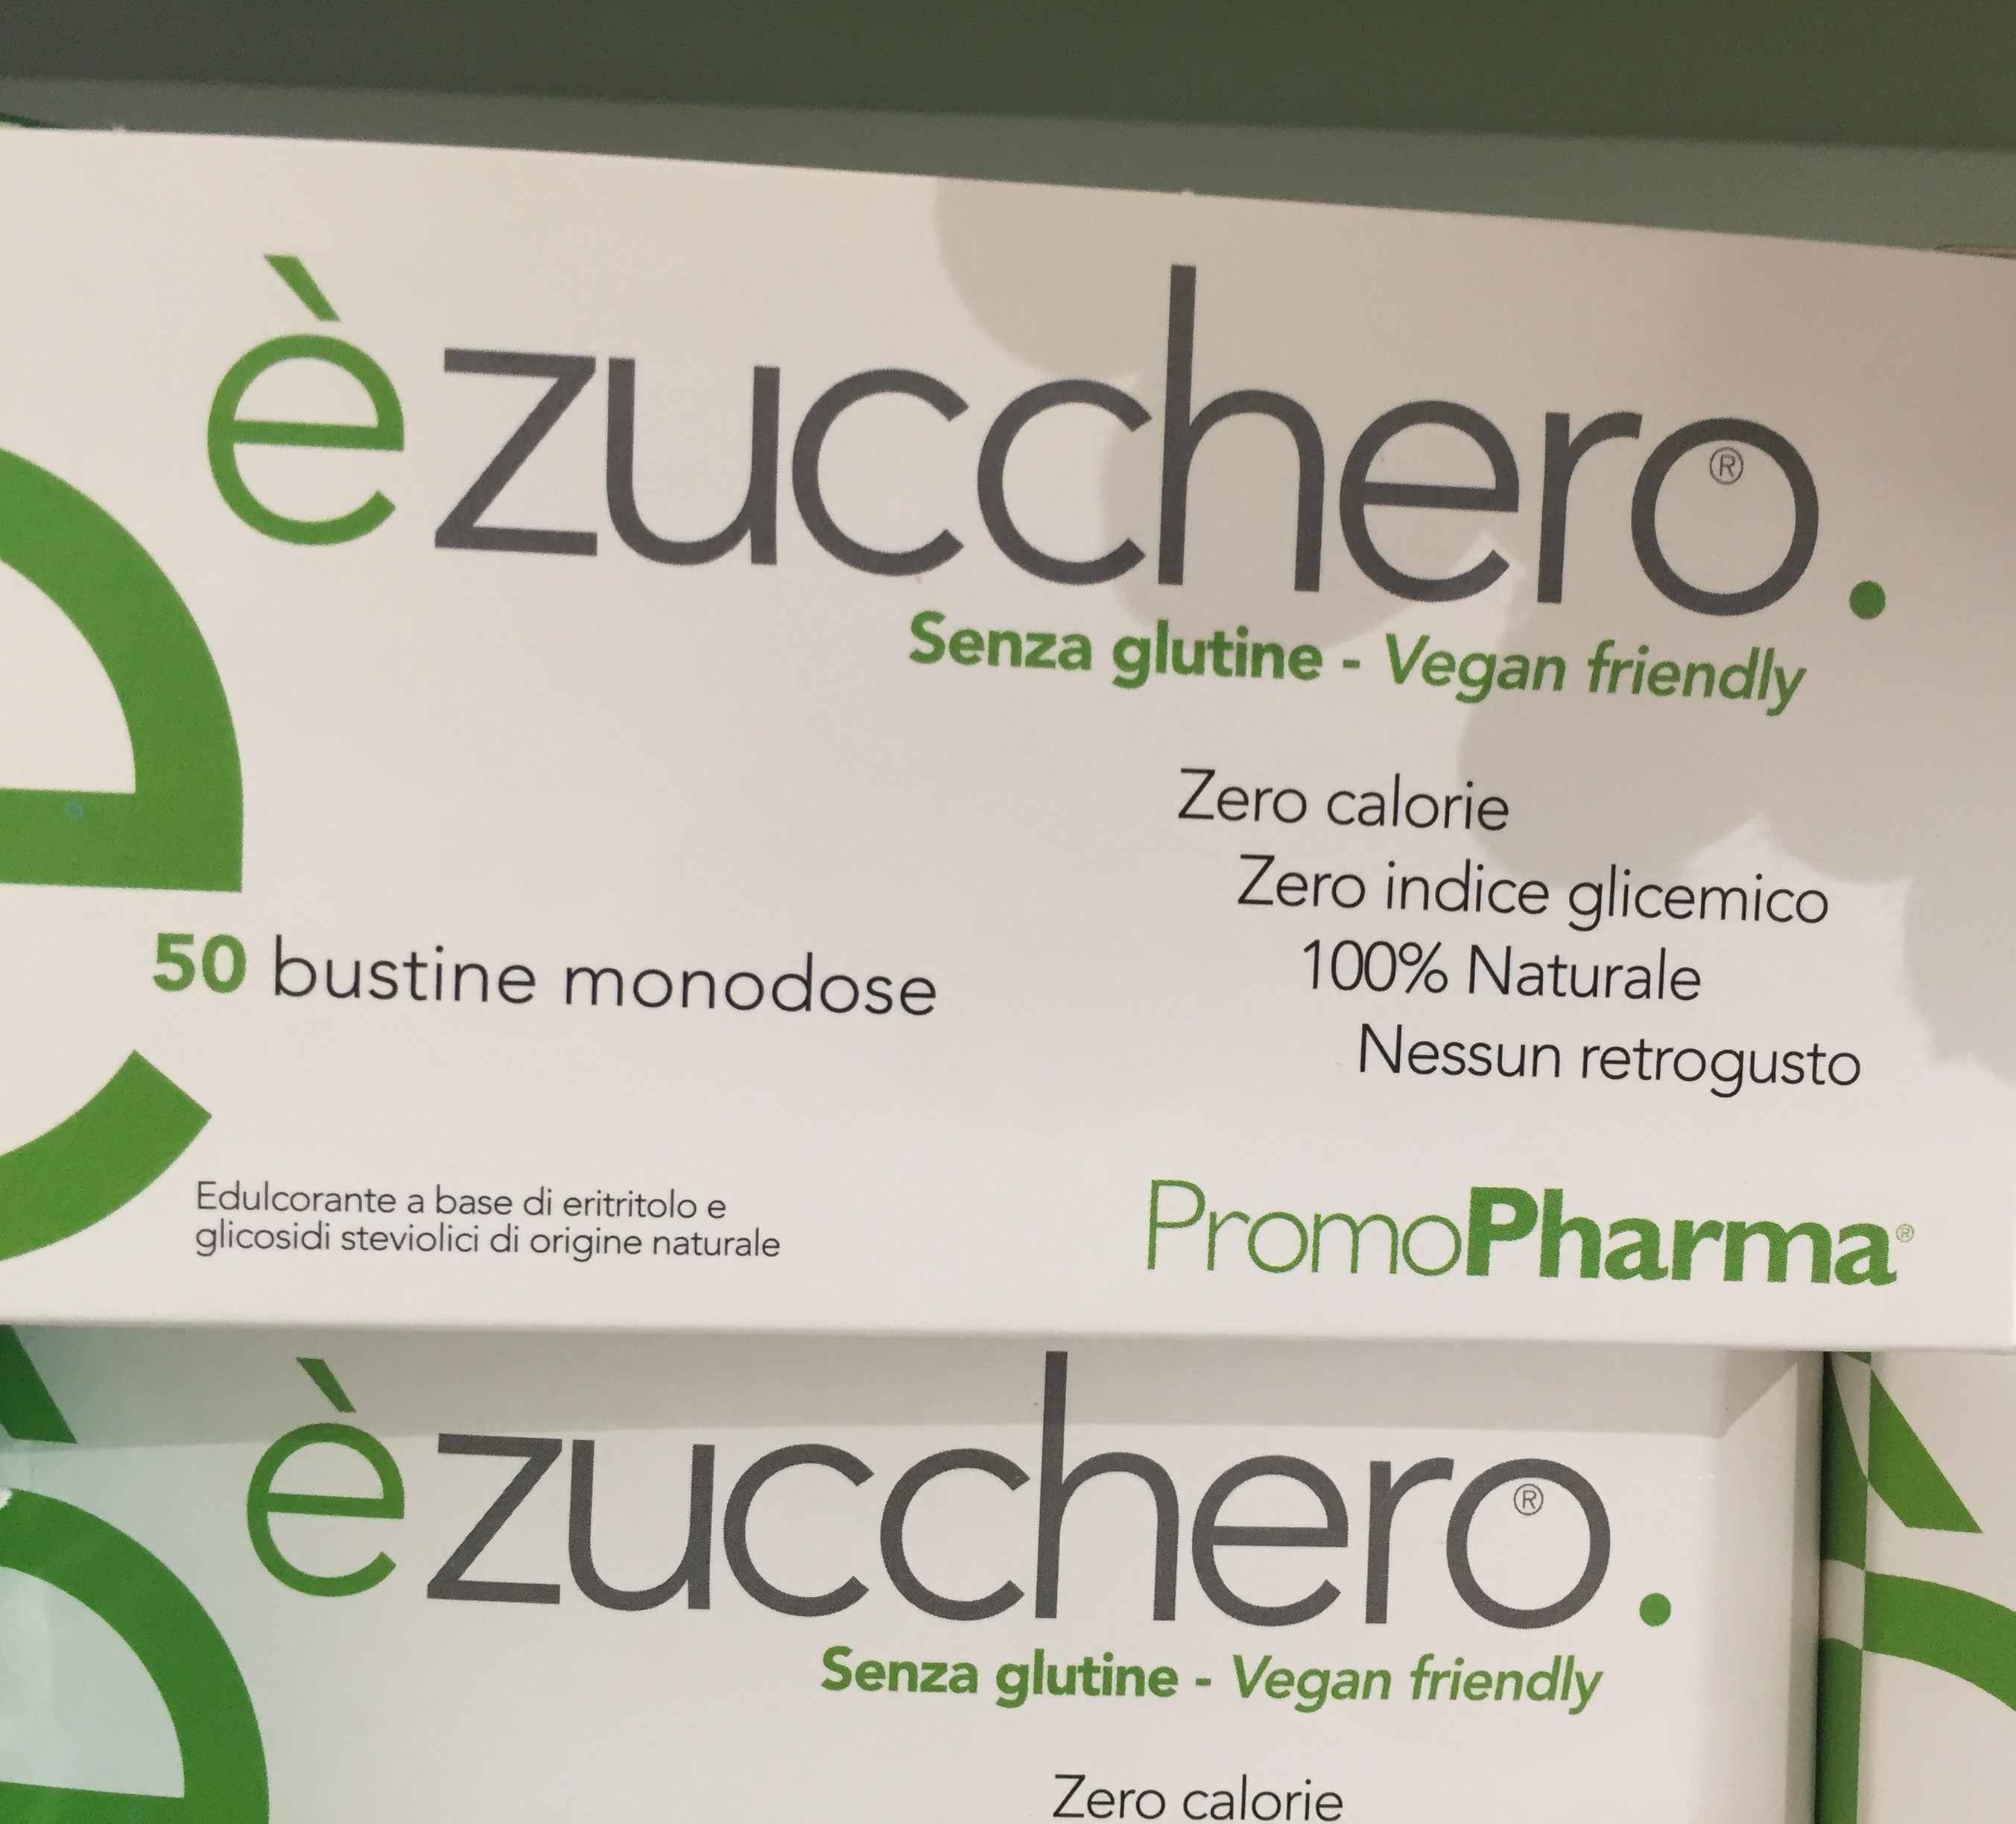 èzucchero®.
Senza glutine - Vegan friendly
Zero calorie
Zero indice glicemico
100% Naturale
Nessun retrogusto
50 bustine monodose
Edulcorante a base di eritritolo e
glicosidi steviolici di origine naturale
PromoPharma®
èzucchero®.
Senza glutine - Vegan friendly
Zero calorie